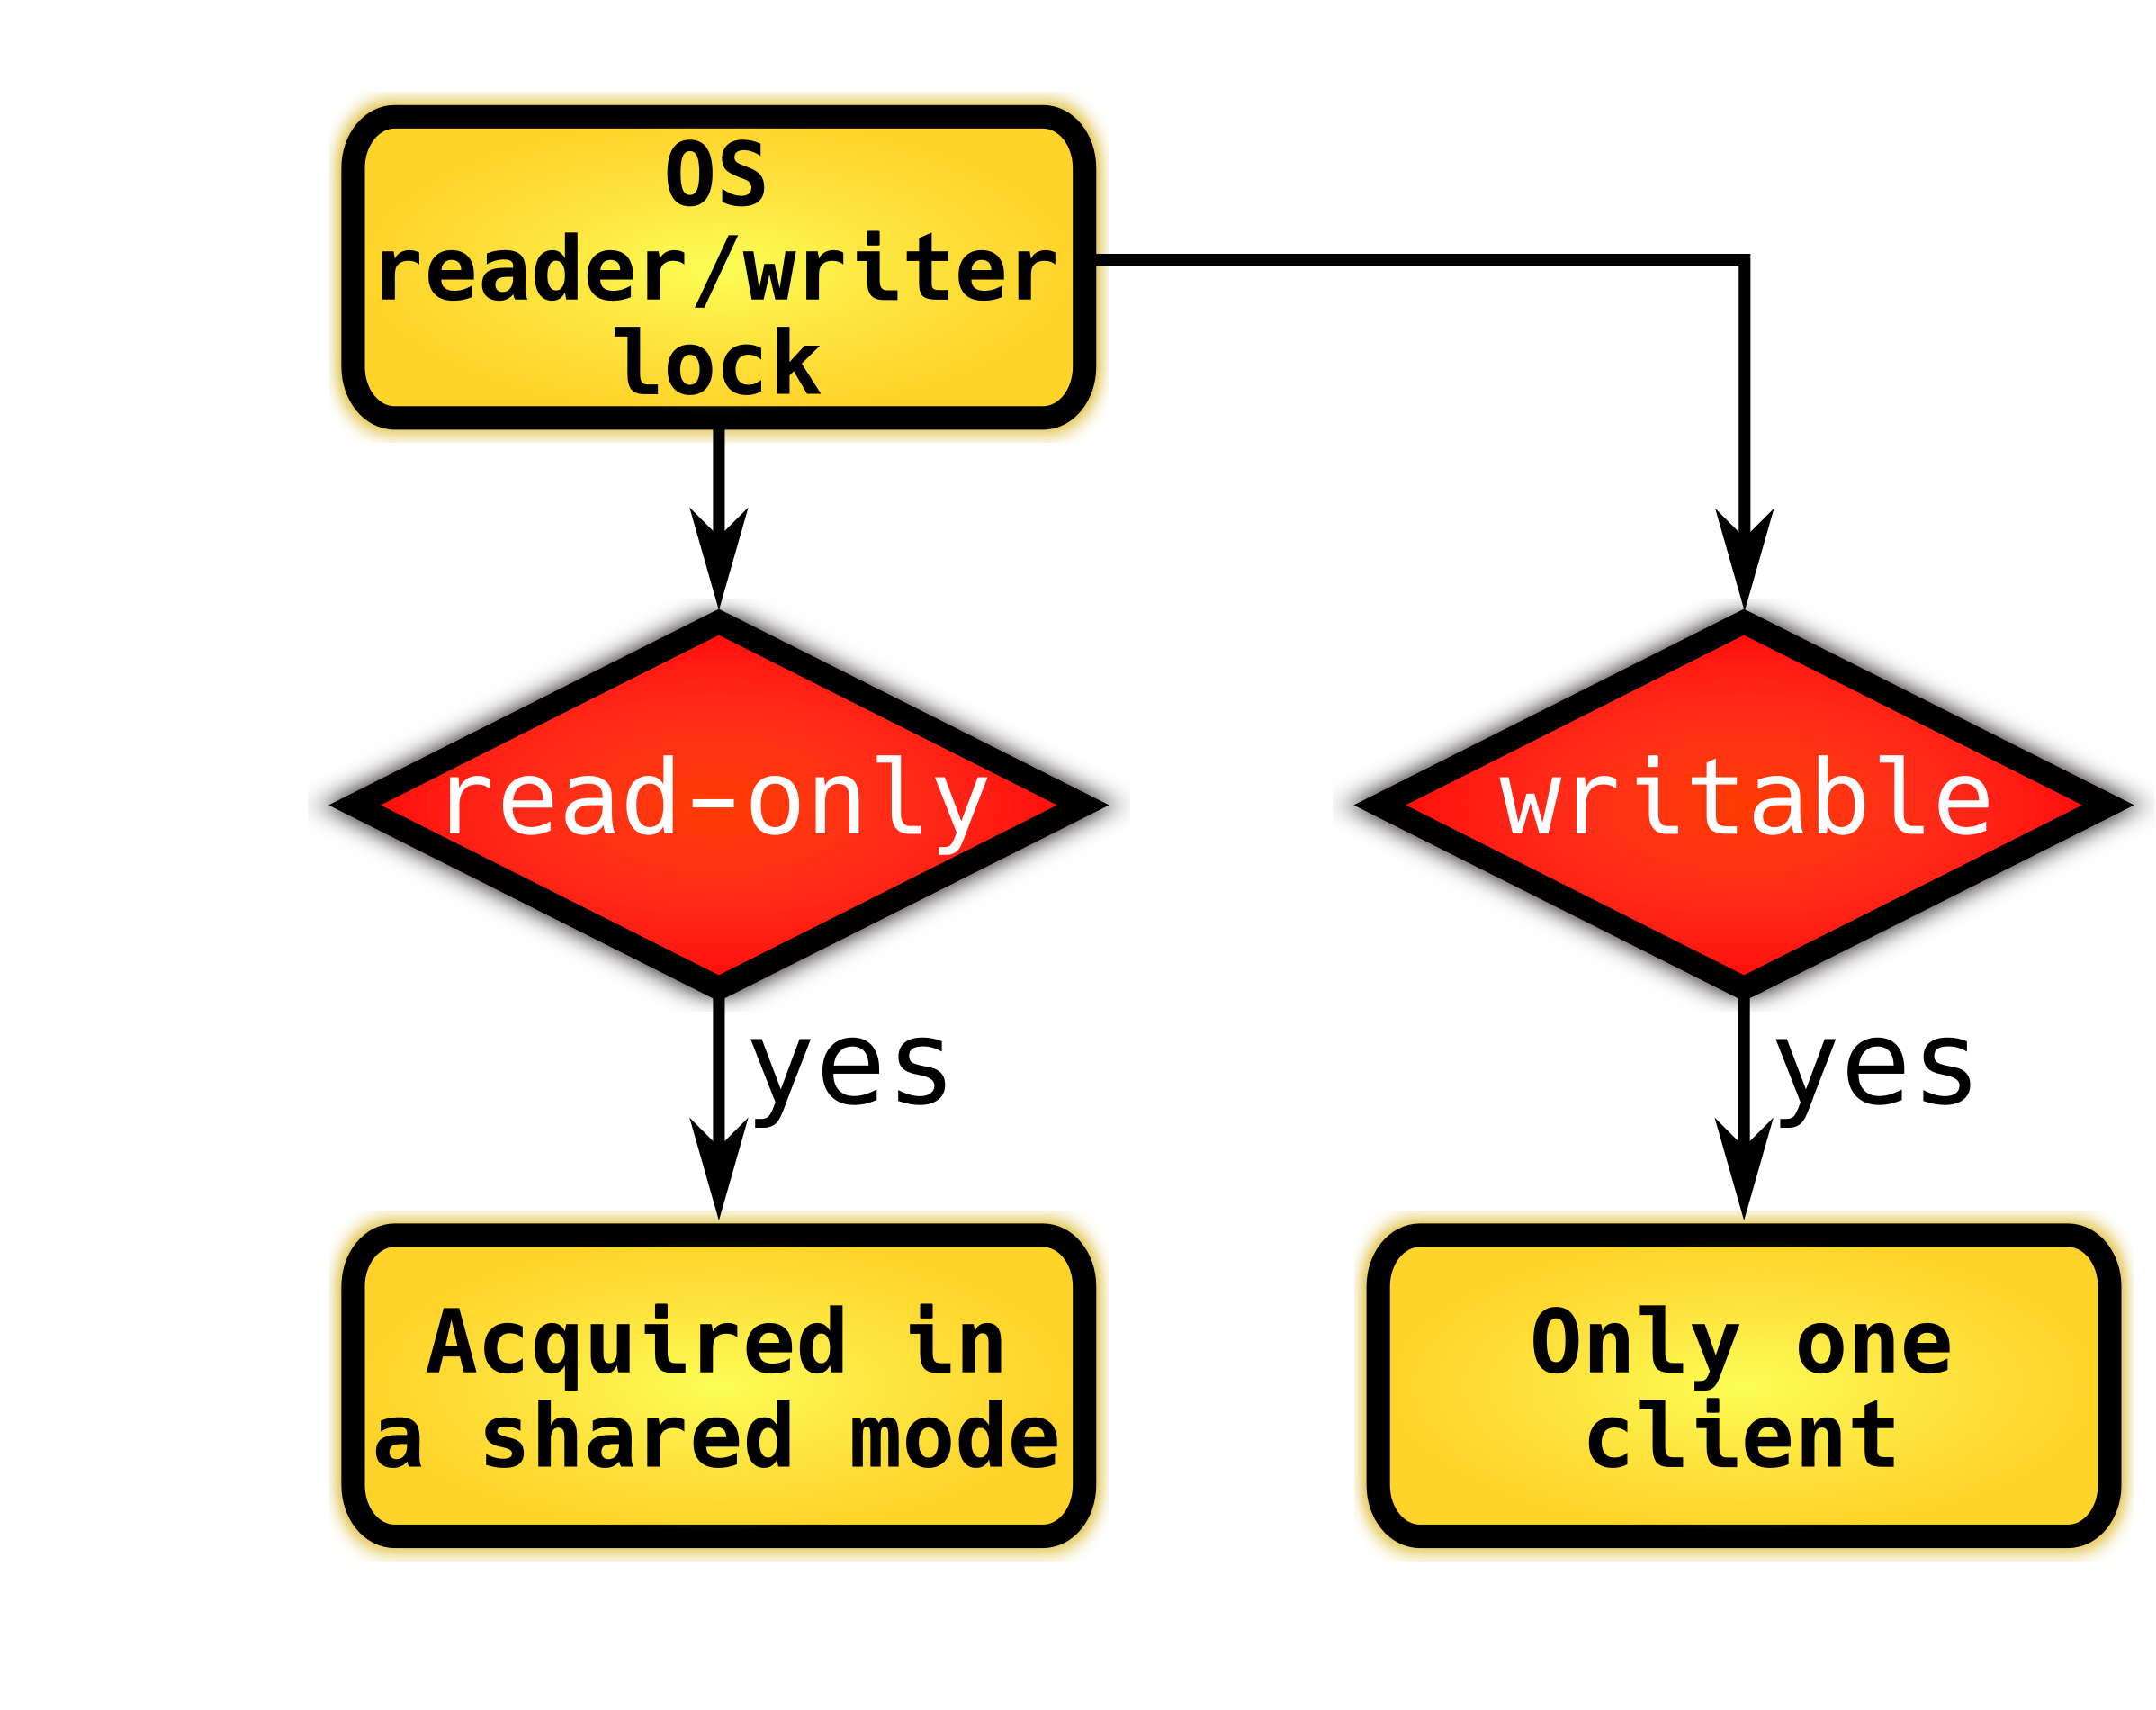 OS
reader/writer
lock
read-only
writable
yes
yes
Acquired in
a shared mode
Only one
client